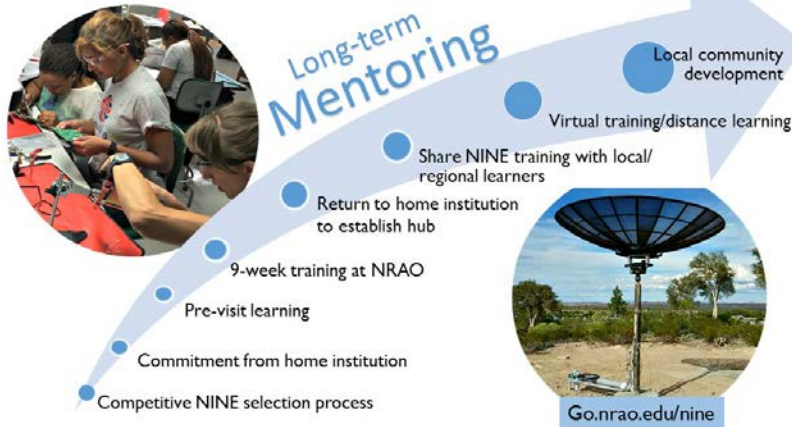 Long-term
Mentoring
Local community
development
Virtual training/distance learning
Share NINE training with local/
regional learners
Return to home institution
to establish hub
9-week training at NRAO
Pre-visit learning
Commitment from home institution
Competitive NINE selection process
Go.nrao.edu/nine